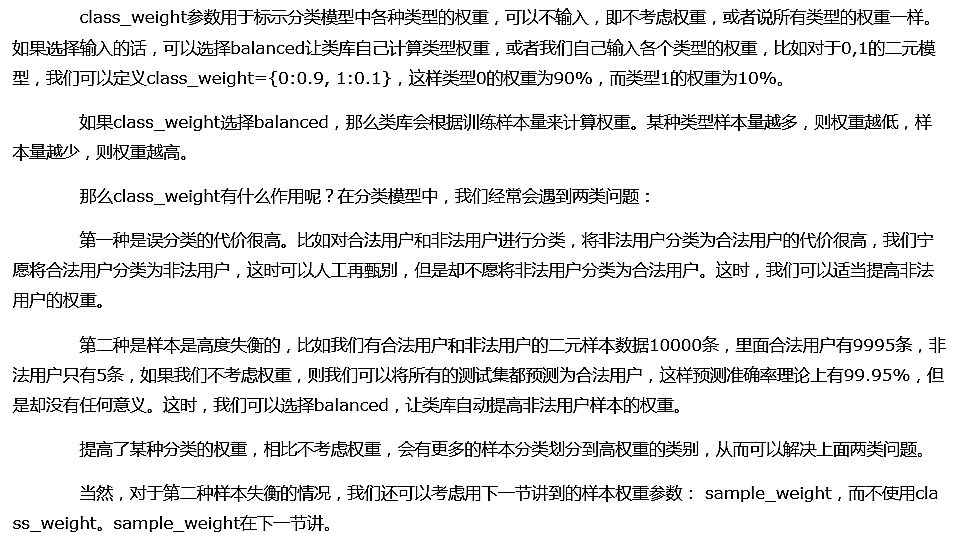 class_weight参数用于标示分类模型中各种类型的权重，可以不输入，即不考虑权重，或者说所有类型的权重一样。
如果选择输入的话，可以选择balanced让类库自己计算类型权重，或者我们自己输入各个类型的权重，比如对于0,1的二元模
型，我们可以定义class_weight={0:0.9, 1:0.1}，这样类型0的权重为90%，而类型1的权重为10%。
如果class_weight选择balanced，那么类库会根据训练样本量来计算权重。某种类型样本量越多，则权重越低，样
本量越少，则权重越高。
那么class_weight有什么作用呢？在分类模型中，我们经常会遇到两类问题：
第一种是误分类的代价很高。比如对合法用户和非法用户进行分类，将非法用户分类为合法用户的代价很高，我们宁
愿将合法用户分类为非法用户，这时可以人工再甄别，但是却不愿将非法用户分类为合法用户。这时，我们可以适当提高非法
用户的权重。
第二种是样本是高度失衡的，比如我们有合法用户和非法用户的二元样本数据10000条，里面合法用户有9995条，非
法用户只有5条，如果我们不考虑权重，则我们可以将所有的测试集都预测为合法用户，这样预测准确率理论上有99.95%，但
是却没有任何意义。这时，我们可以选择balanced，让类库自动提高非法用户样本的权重。
提高了某种分类的权重，相比不考虑权重，会有更多的样本分类划分到高权重的类别，从而可以解决上面两类问题。
当然，对于第二种样本失衡的情况，我们还可以考虑用下一节讲到的样本权重参数： sample_weight，而不使用cla
ss_weight。sample_weight在下一节讲。